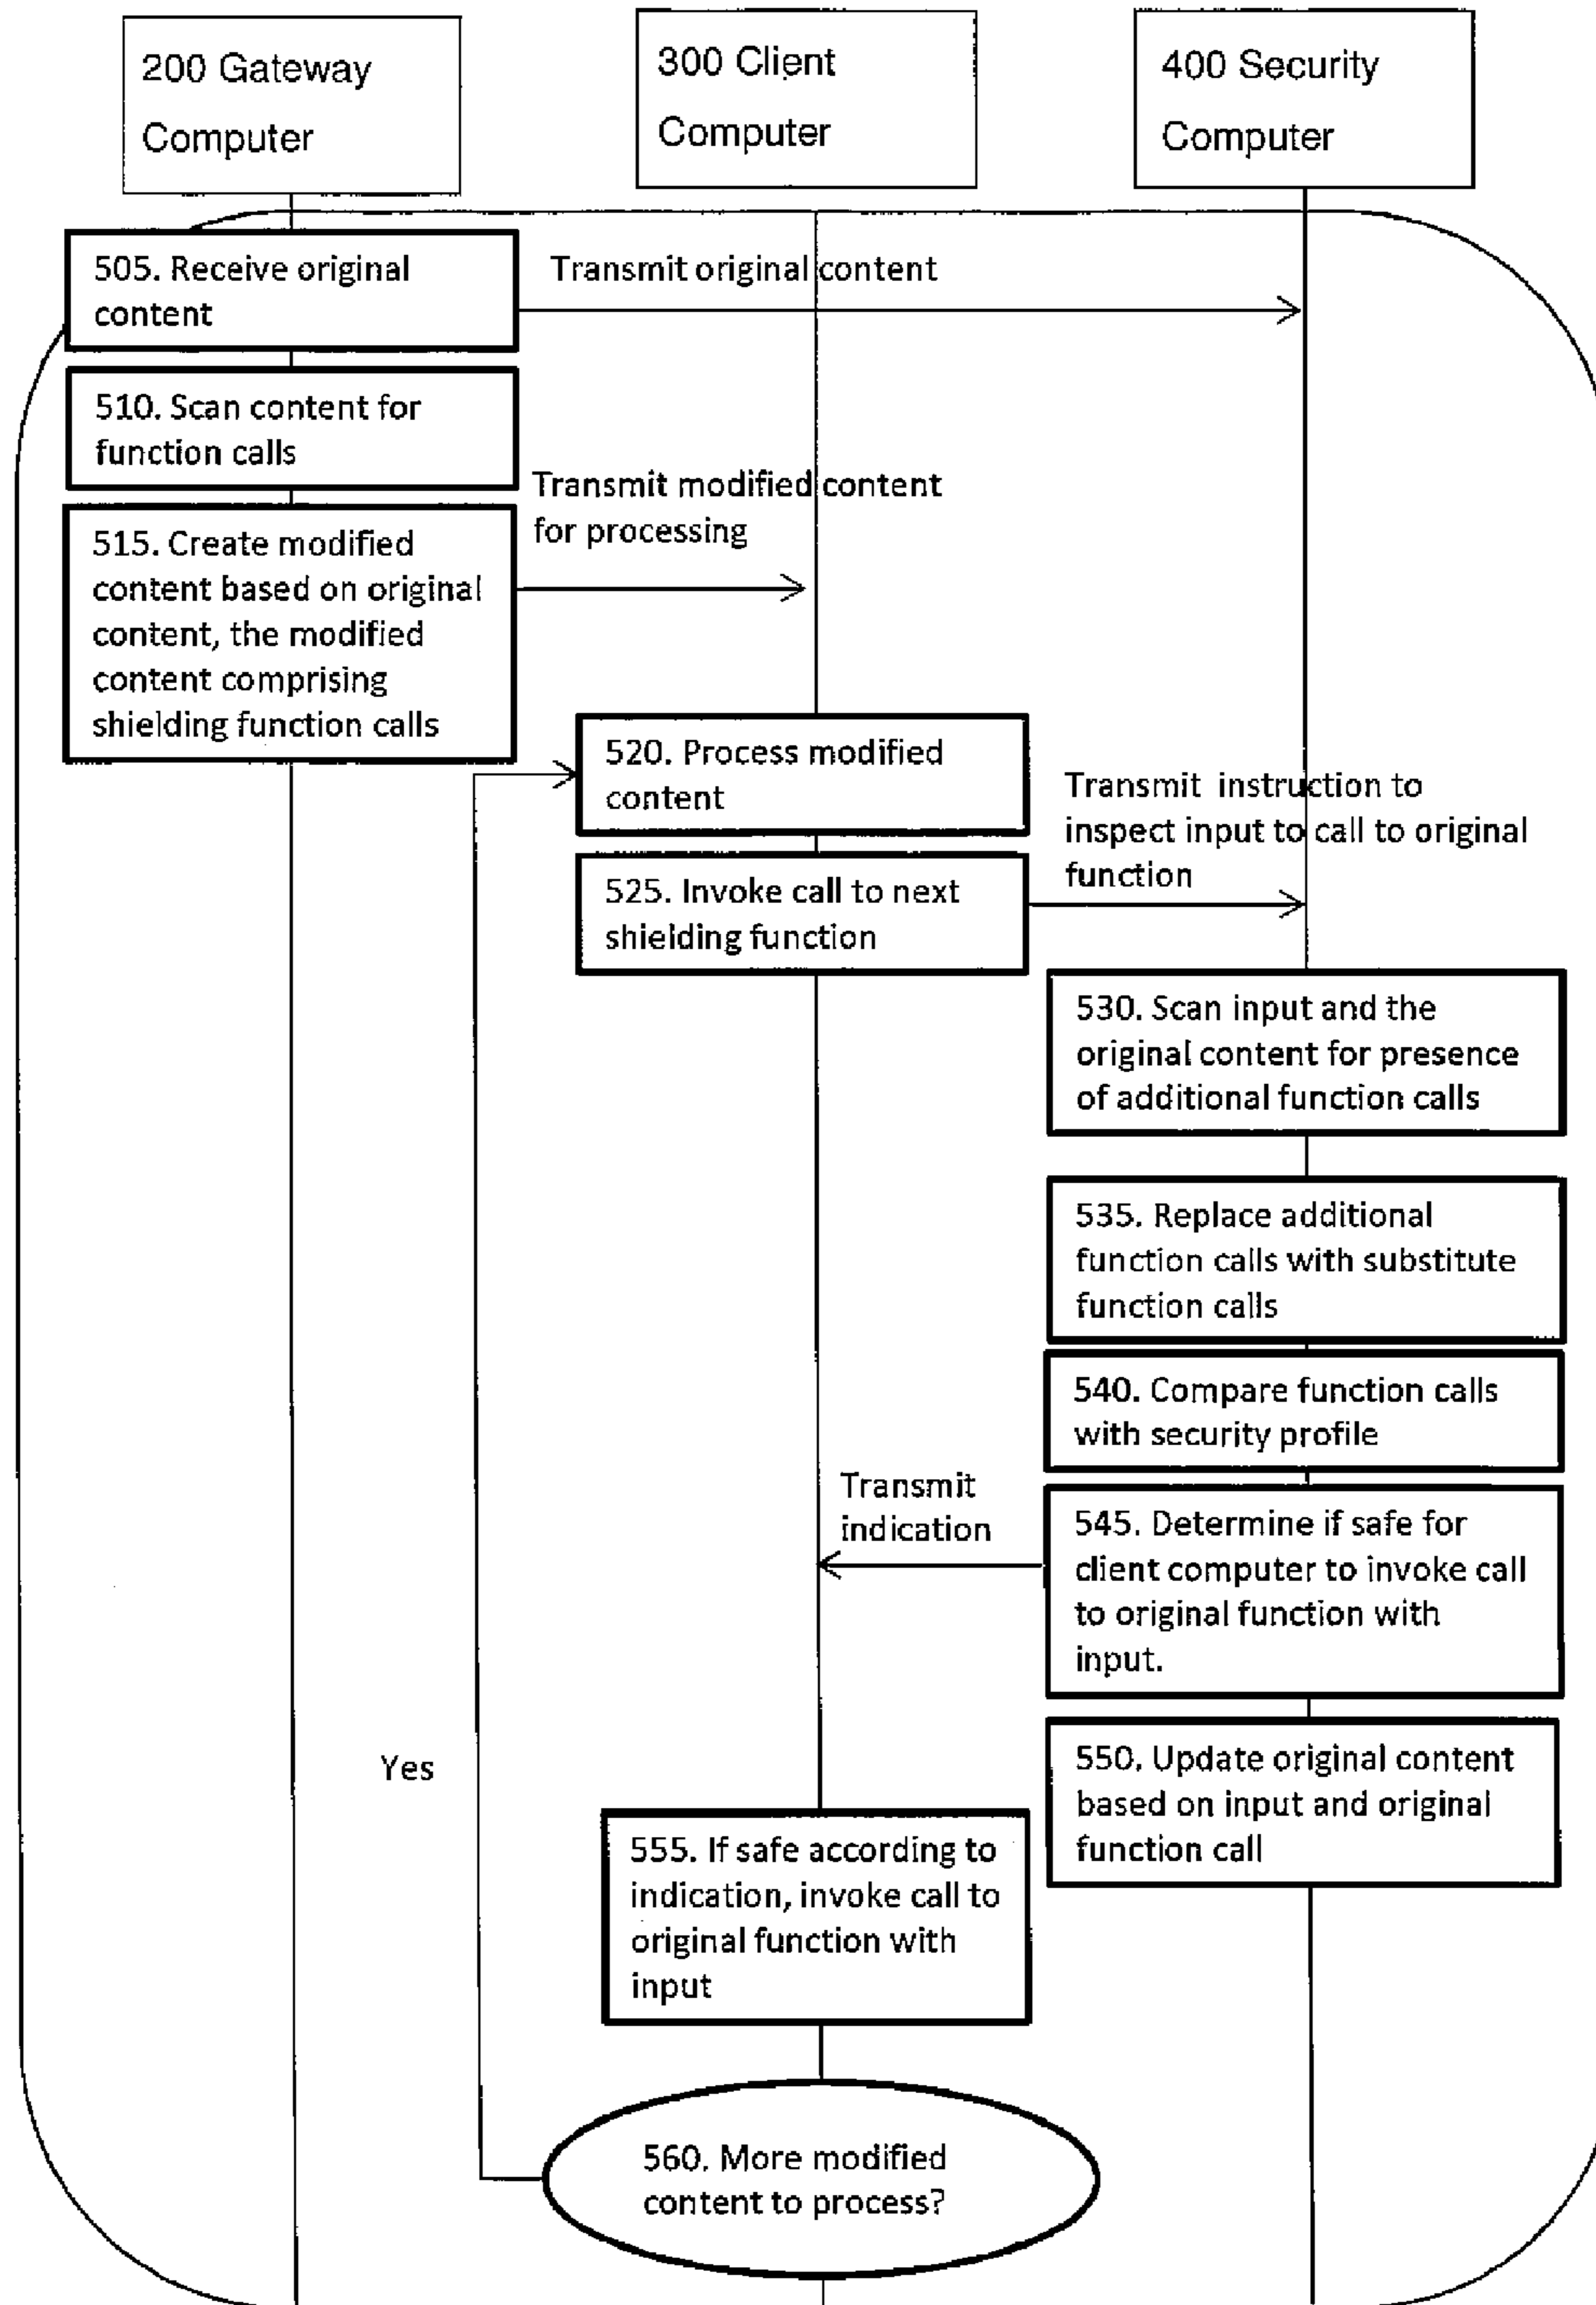 200 Gateway
Computer
300 Client
Computer
400 Security
Computer
505. Receive original
content
Transmit original content
510. Scan content for
function calls
Transmit modified content
for processing
515. Create modified
content based on original
content, the modified
content comprising
shielding function calls
520. Process modified
content
Transmit instruction to
inspect input to call to original
function
525. Invoke call to next
shielding function
530. Scan input and the
original content for presence
of additional function calls
535. Replace additional
function calls with substitute
function calls
540. Compare function calls
with security profile
Transmit
indication
545. Determine if safe for
client computer to invoke call
to original function with
input.
550. Update original content
based on input and original
function call
Yes
555. If safe according to
indication, invoke call to
original function with
input
560. More modified
content to process?